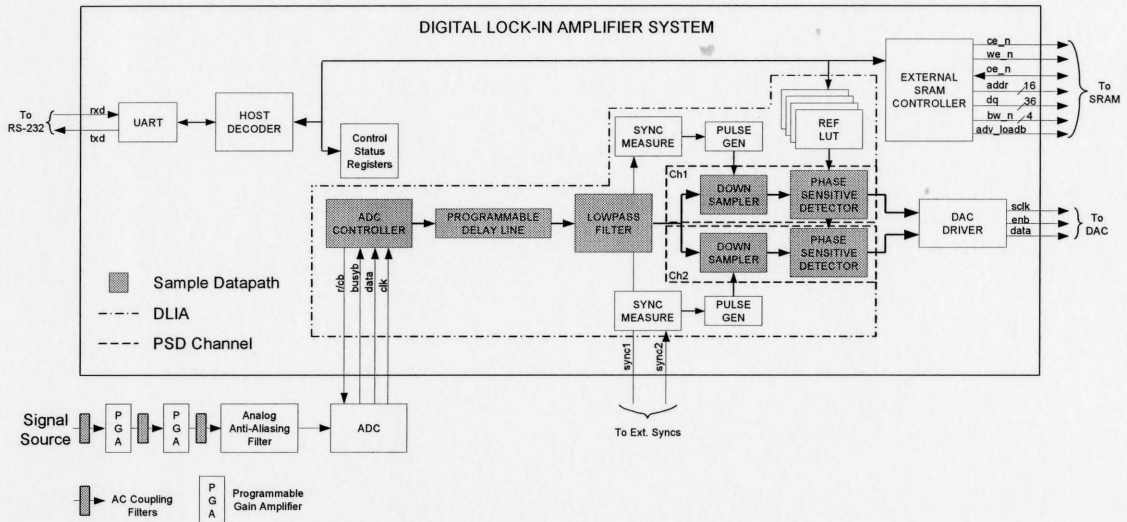 DIGITAL LOCK-IN AMPLIFIER SYSTEM
To
RS-232
rxd
txd
UART
HOST
DECODER
Control
Status
Registers
EXTERNAL
SRAM
CONTROLLER
ce_n
we_n
oe_n
addr 16
dq 36
bw_n 4
adv_loadb
To
SRAM
SYNC
MEASURE
PULSE
GEN
REF
LUT
Ch1
DOWN
SAMPLER
PHASE
SENSITIVE
DETECTOR
ADC
CONTROLLER
PROGRAMMABLE
DELAY LINE
LOWPASS
FILTER
DAC
DRIVER
sclk
enb
data
To
DAC
DOWN
SAMPLER
PHASE
SENSITIVE
DETECTOR
Ch2
r/cb
busyb
data
clk
SYNC
MEASURE
PULSE
GEN
Sample Datapath
DLIA
PSD Channel
sync1
sync2
To Ext. Syncs
Signal
Source
P
G
A
P
G
A
Analog
Anti-Aliasing
Filter
ADC
AC Coupling
Filters
P
G
A
Programmable
Gain Amplifier